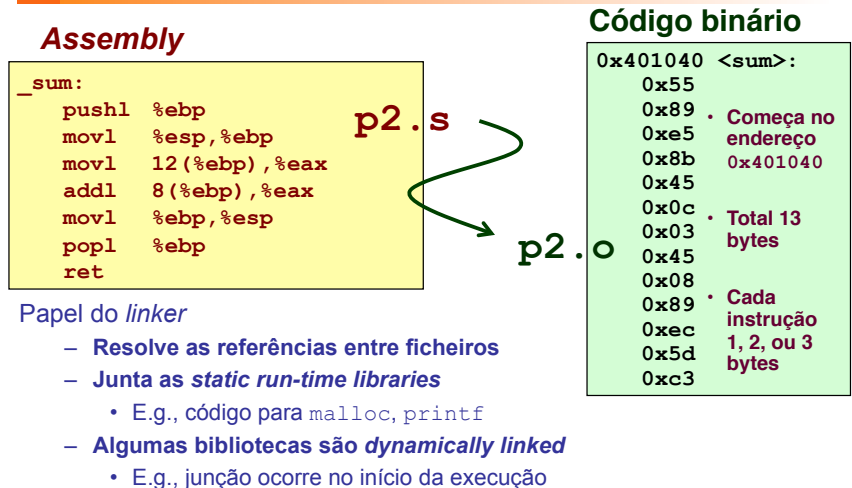 Assembly
_sum:
pushl %ebp
movl %esp,%ebp
movl 12(%ebp),%eax
addl 8(%ebp),%eax
movl %ebp,%esp
popl %ebp
ret
p2.s
p2.o
Código binário
0x401040 <sum>:
0x55
0x89
0xe5
0x8b
0x45
0x0c
0x03
0x45
0x08
0x89
0xec
0x5d
0xc3
• Começa no
endereço
0x401040
• Total 13
bytes
• Cada
instrução
1, 2, ou 3
bytes
Papel do linker
– Resolve as referências entre ficheiros
– Junta as static run-time libraries
• E.g., código para malloc, printf
– Algumas bibliotecas são dynamically linked
• E.g., junção ocorre no início da execução